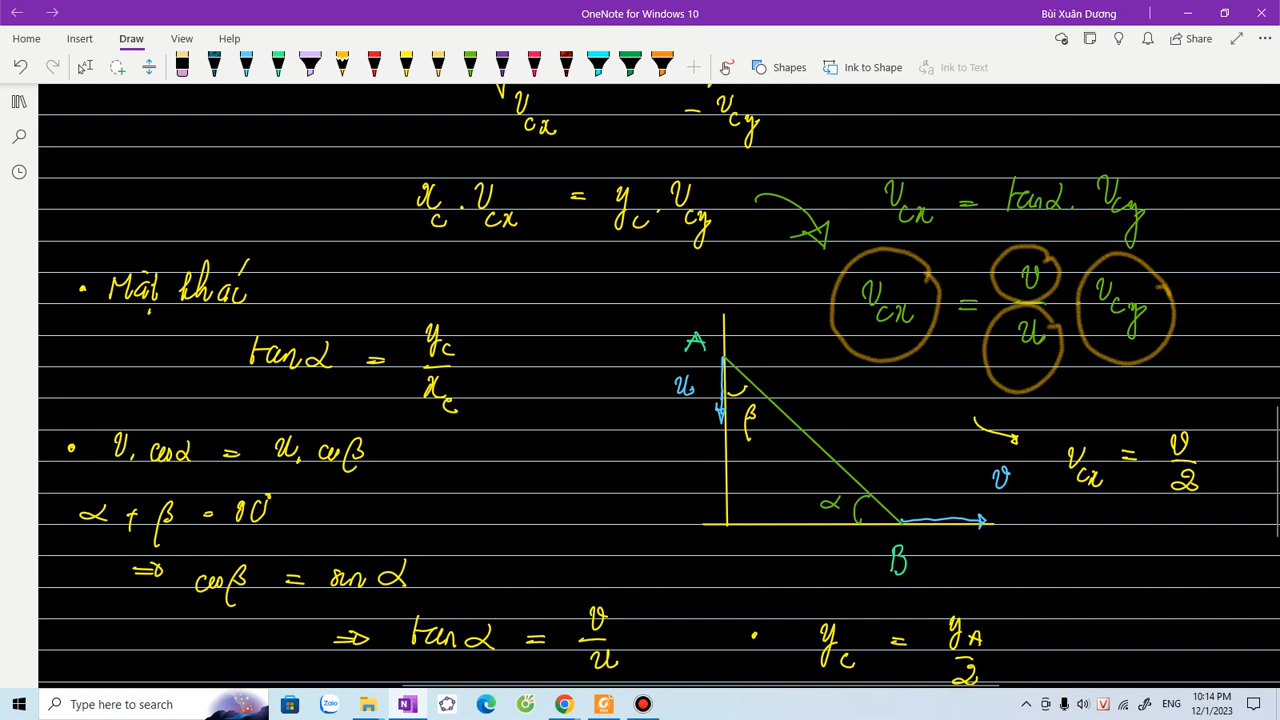 OneNote for Windows 10
Bùi Xuân Dương
Home Insert Draw View Help
Share
Shapes Ink to Shape Ink to Text
v_cx - v_cy
x_c . v_cx = y_c . v_cy
v_cx = tanα . v_cy
• Mặt khác
v_cx = v/u v_cy
tanα = y_c/x_c
A
u
β
• v. cosα = u. cosβ
v
v_cx = v/2
α
α + β = 90°
B
=> cosβ = sin α
=> tanα = v/u
• y_c = y_A/2
Type here to search
Zalo
V
ENG
10:14 PM
12/1/2023